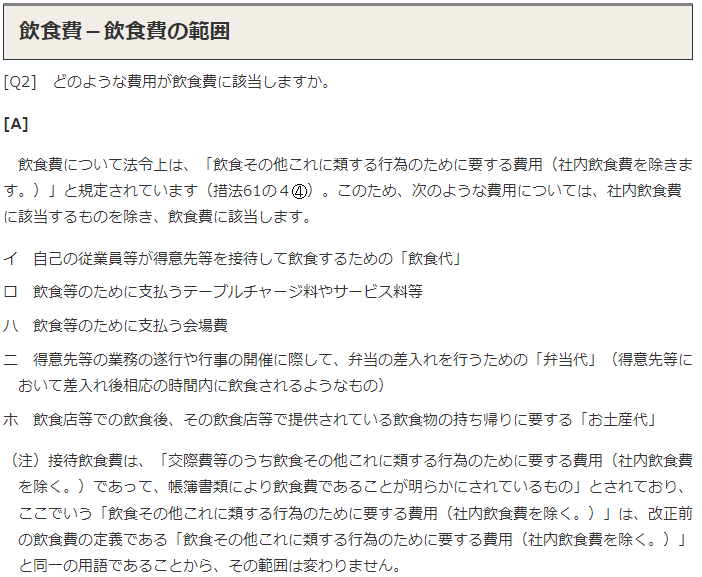 飲食費－飲食費の範囲
[Q2]　どのような費用が飲食費に該当しますか。
[A]
　飲食費について法令上は、「飲食その他これに類する行為のために要する費用（社内飲食費を除きま
す。）」と規定されています（措法61の４④）。このため、次のような費用については、社内飲食費
に該当するものを除き、飲食費に該当します。
イ　自己の従業員等が得意先等を接待して飲食するための「飲食代」
ロ　飲食等のために支払うテーブルチャージ料やサービス料等
ハ　飲食等のために支払う会場費
ニ　得意先等の業務の遂行や行事の開催に際して、弁当の差入れを行うための「弁当代」（得意先等に
おいて差入れ後相応の時間内に飲食されるようなもの）
ホ　飲食店等での飲食後、その飲食店等で提供されている飲食物の持ち帰りに要する「お土産代」
（注）接待飲食費は、「交際費等のうち飲食その他これに類する行為のために要する費用（社内飲食費
を除く。）であって、帳簿書類により飲食費であることが明らかにされているもの」とされており、
ここでいう「飲食その他これに類する行為のために要する費用（社内飲食費を除く。）」は、改正前
の飲食費の定義である「飲食その他これに類する行為のために要する費用（社内飲食費を除く。）」
と同一の用語であることから、その範囲は変わりません。